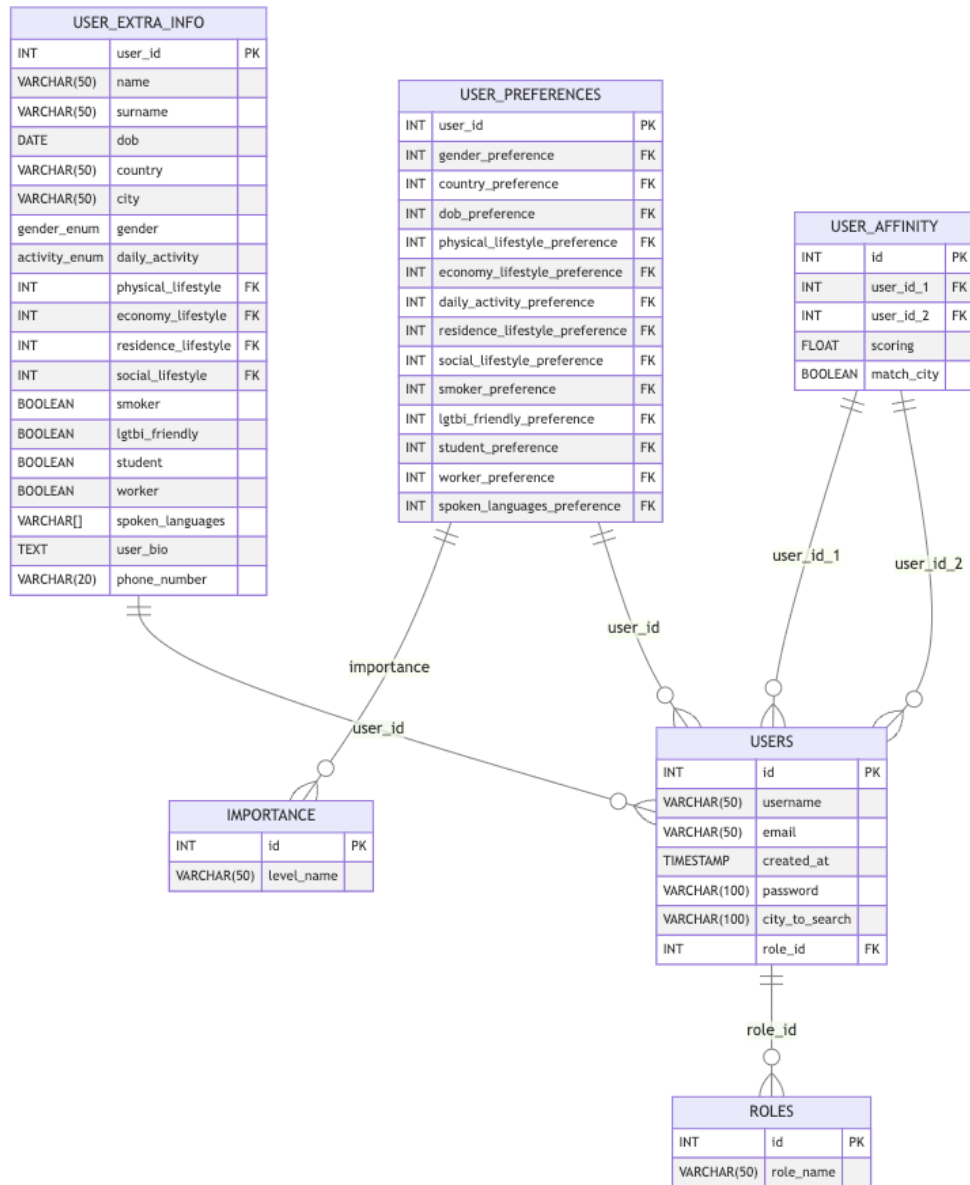 USER_EXTRA_INFO
INT user_id PK
VARCHAR(50) name
VARCHAR(50) surname
DATE dob
VARCHAR(50) country
VARCHAR(50) city
gender_enum gender
activity_enum daily_activity
INT physical_lifestyle FK
INT economy_lifestyle FK
INT residence_lifestyle FK
INT social_lifestyle FK
BOOLEAN smoker
BOOLEAN lgtbi_friendly
BOOLEAN student
BOOLEAN worker
VARCHAR[] spoken_languages
TEXT user_bio
VARCHAR(20) phone_number
USER_PREFERENCES
INT user_id PK
INT gender_preference FK
INT country_preference FK
INT dob_preference FK
INT physical_lifestyle_preference FK
INT economy_lifestyle_preference FK
INT daily_activity_preference FK
INT residence_lifestyle_preference FK
INT social_lifestyle_preference FK
INT smoker_preference FK
INT lgtbi_friendly_preference FK
INT student_preference FK
INT worker_preference FK
INT spoken_languages_preference FK
USER_AFFINITY
INT id PK
INT user_id_1 FK
INT user_id_2 FK
FLOAT scoring
BOOLEAN match_city
user_id_1
user_id_2
user_id
importance
user_id
IMPORTANCE
INT id PK
VARCHAR(50) level_name
USERS
INT id PK
VARCHAR(50) username
VARCHAR(50) email
TIMESTAMP created_at
VARCHAR(100) password
VARCHAR(100) city_to_search
INT role_id FK
role_id
ROLES
INT id PK
VARCHAR(50) role_name